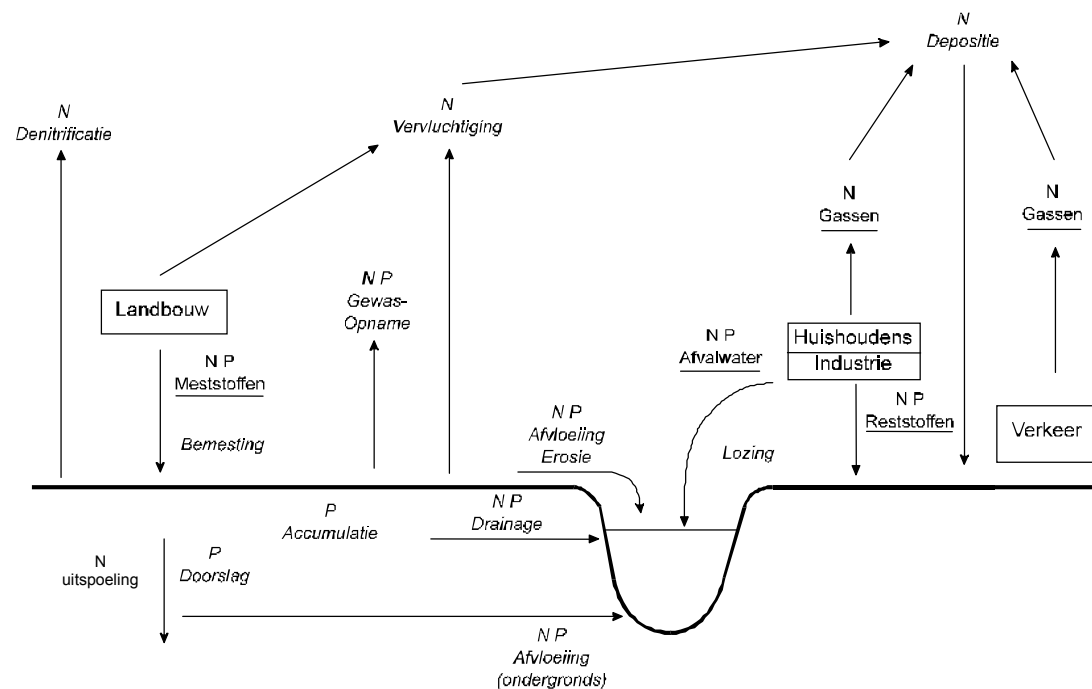 N
Depositie
N
Denitrificatie
N
Vervluchtiging
N
Gassen
N
Gassen
Landbouw
N P
Gewas-
Opname
N P
Meststoffen
Bemesting
N P
Afvalwater
Huishoudens
Industrie
N P
Reststoffen
Verkeer
N P
Afvloeiing
Erosie
Lozing
P
Accumulatie
N P
Drainage
N
uitspoeling
P
Doorslag
N P
Afvloeiing
(ondergronds)